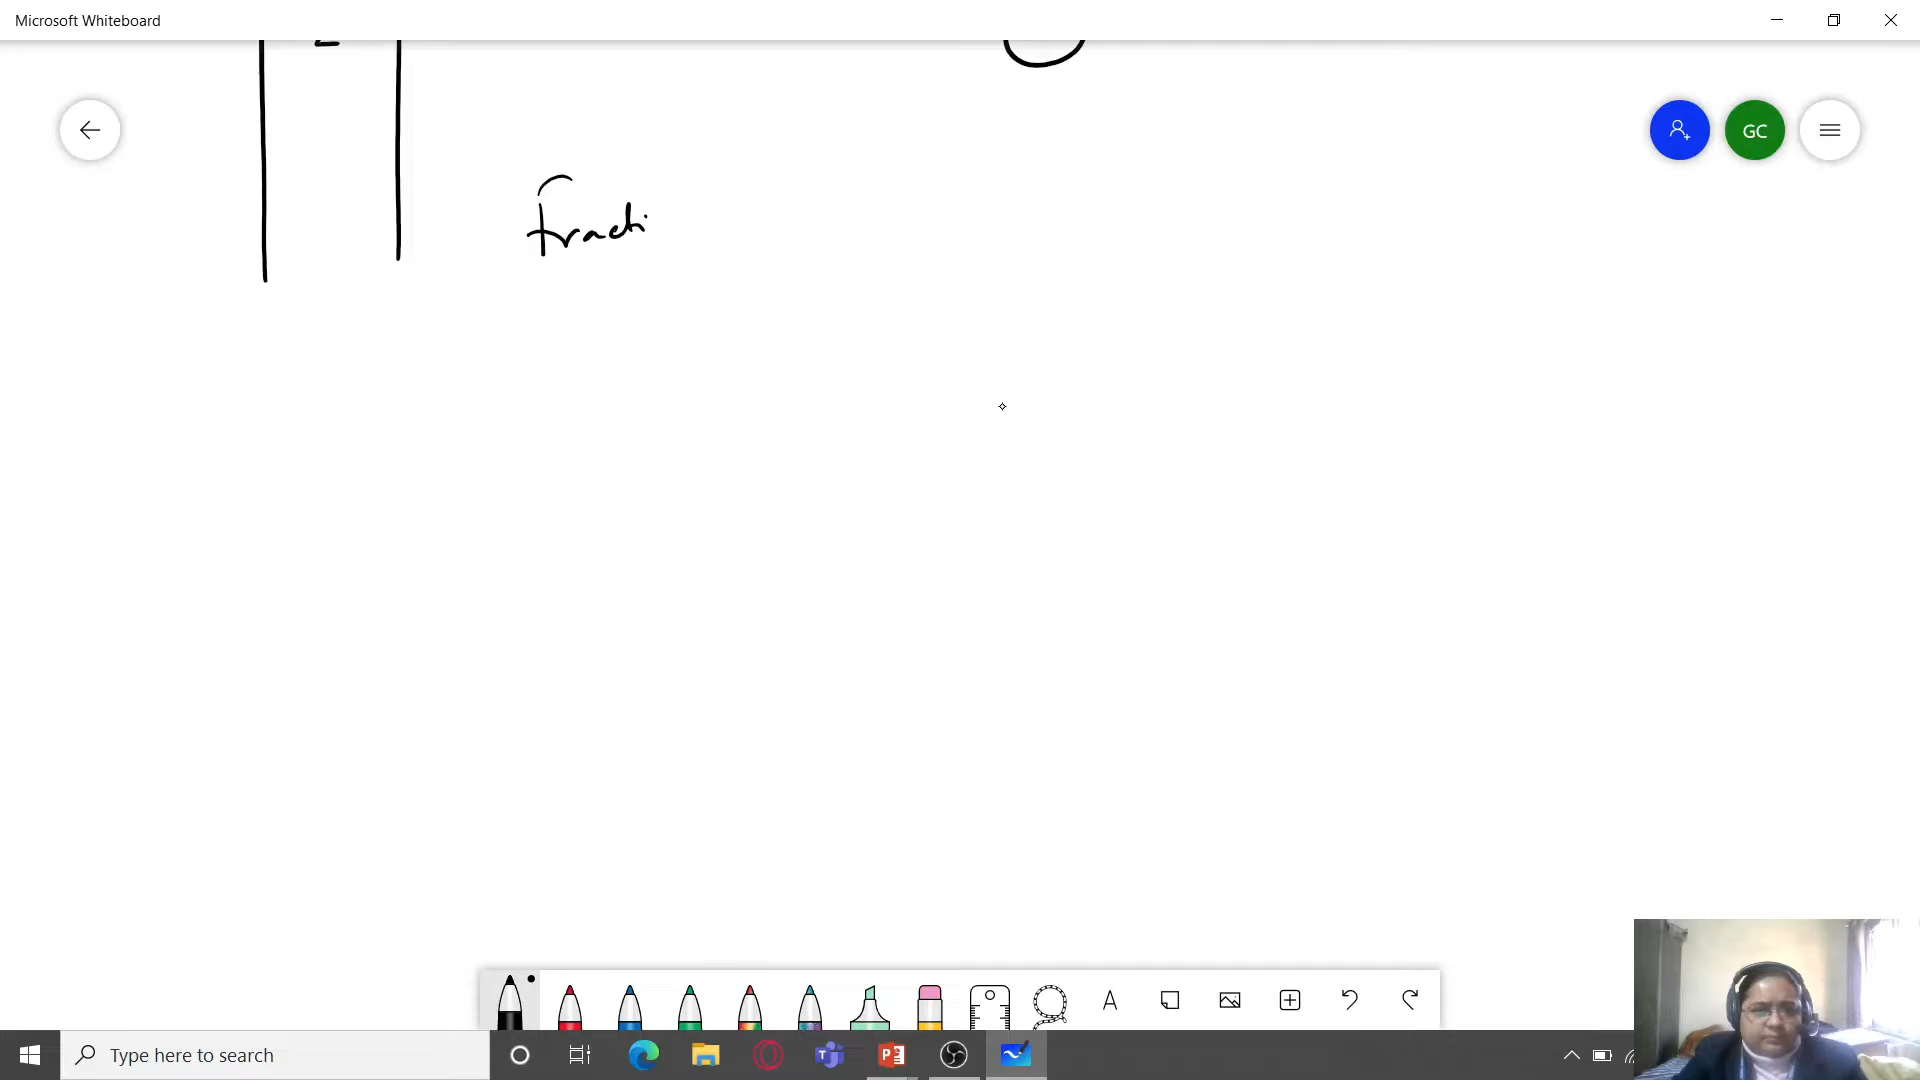 Microsoft Whiteboard
GC
Fracti
A
Type here to search